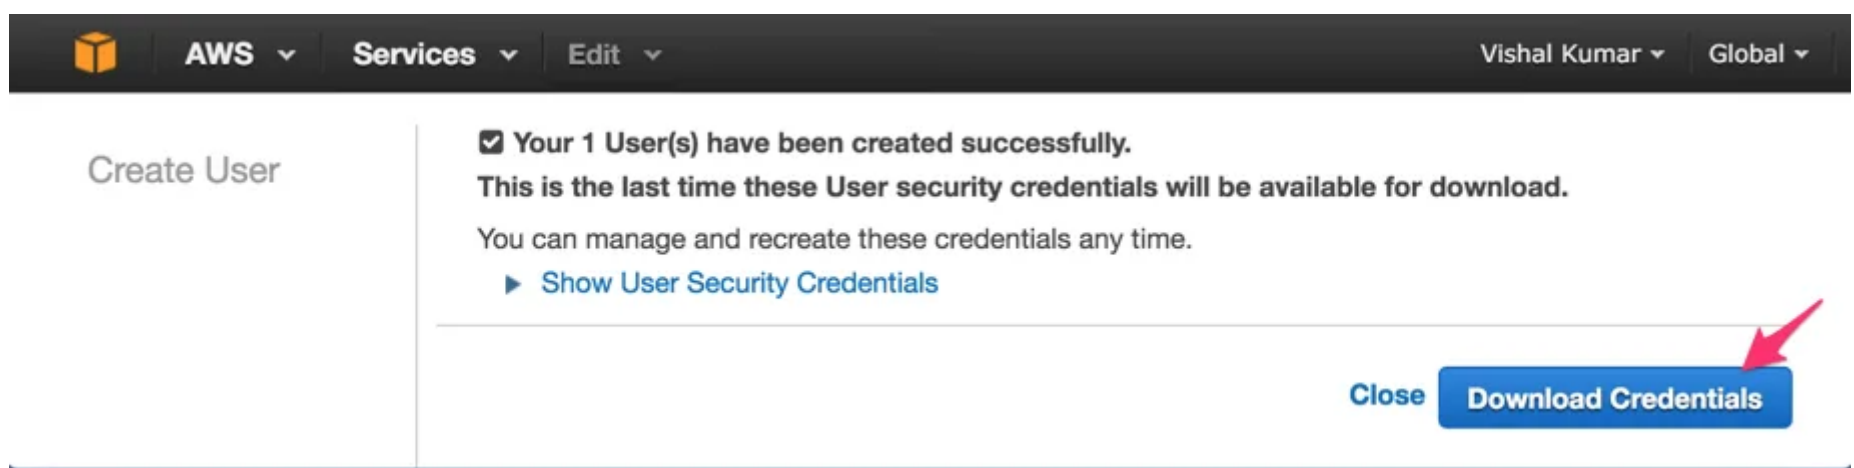 AWS Services Edit Vishal Kumar Global
Create User
Your 1 User(s) have been created successfully.
This is the last time these User security credentials will be available for download.
You can manage and recreate these credentials any time.
Show User Security Credentials
Close Download Credentials